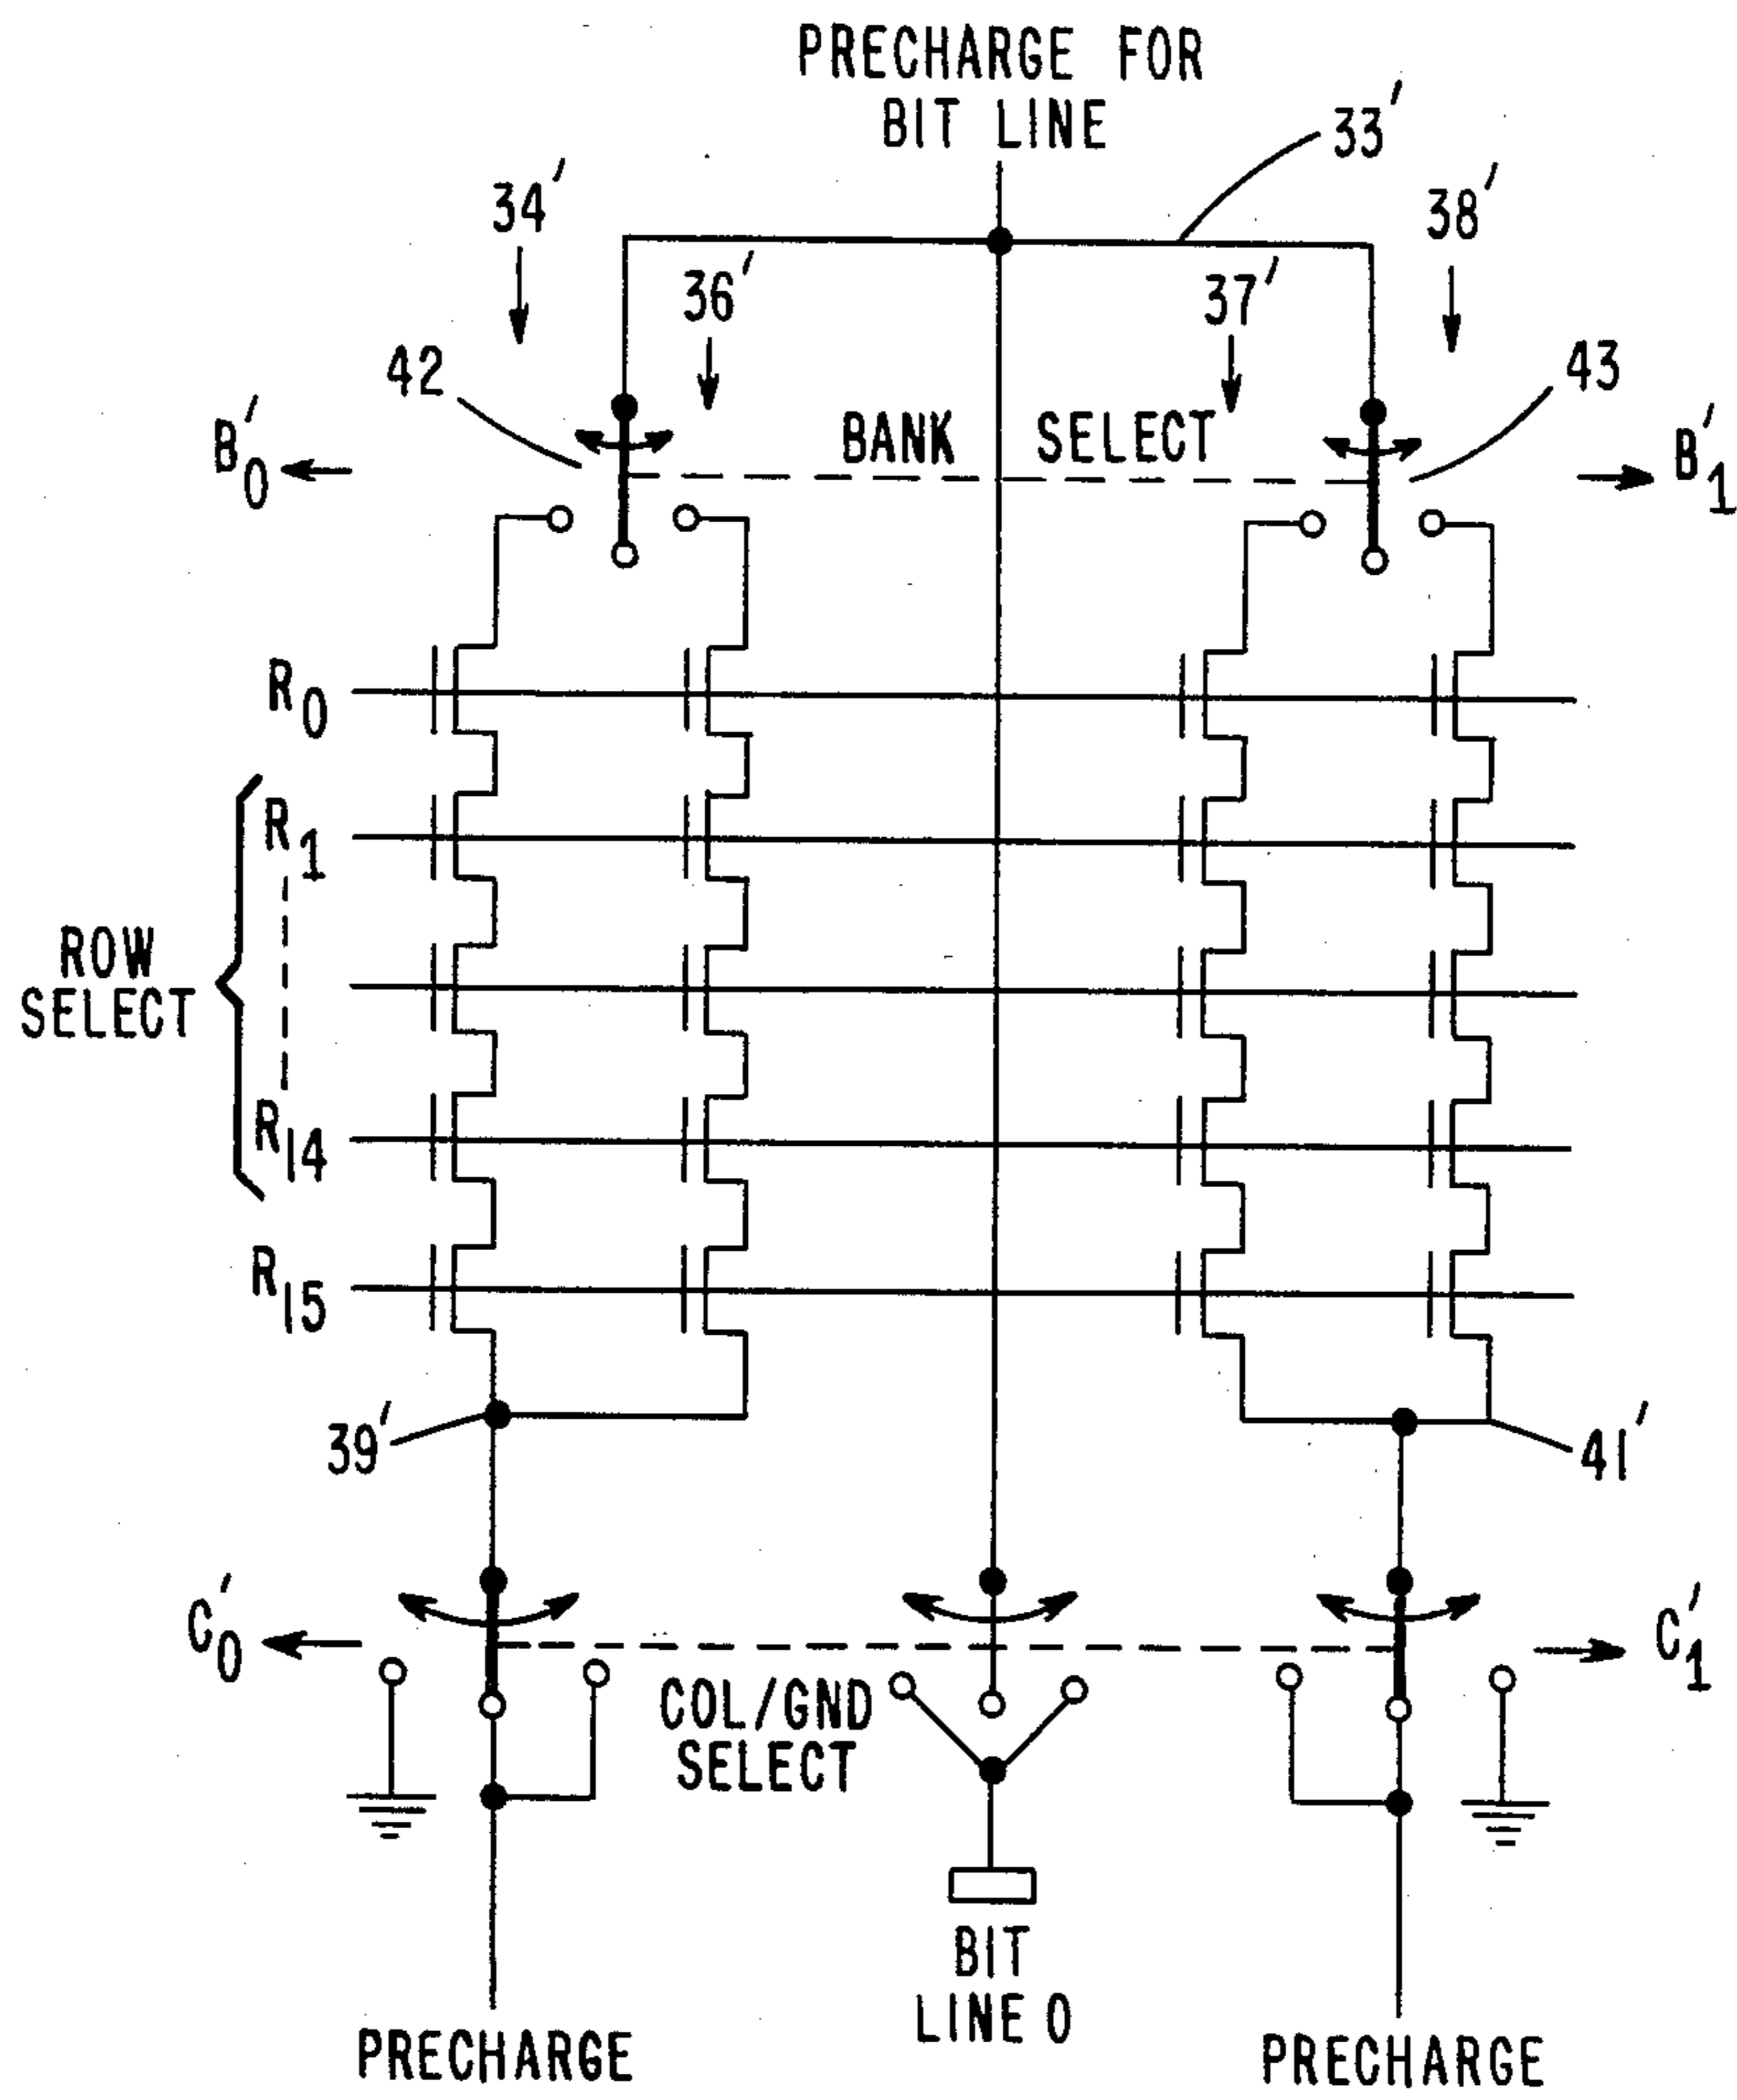 PRECHARGE FOR
BIT LINE
33'
34'
38'
36'
37'
42
43
B'0
BANK SELECT
B'1
R0
R1
ROW
SELECT
R14
R15
39'
41'
C'0
C'1
COL/GND
SELECT
BIT
LINE 0
PRECHARGE
PRECHARGE